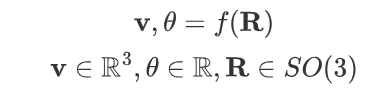 𝐯, θ = f(𝐑)
𝐯 ∈ ℝ³, θ ∈ ℝ, 𝐑 ∈ SO(3)